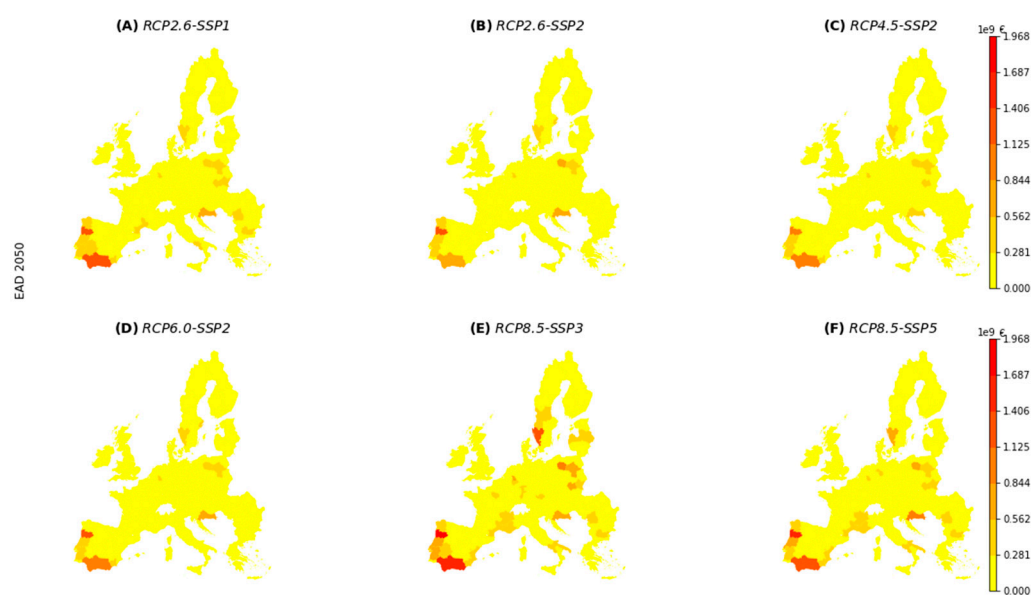 (A) RCP2.6-SSP1
(B) RCP2.6-SSP2
(C) RCP4.5-SSP2
1e9 €
1.968
1.687
1.406
1.125
0.844
0.562
0.281
0.000
EAD 2050
(D) RCP6.0-SSP2
(E) RCP8.5-SSP3
(F) RCP8.5-SSP5
1e9 €
1.968
1.687
1.406
1.125
0.844
0.562
0.281
0.000